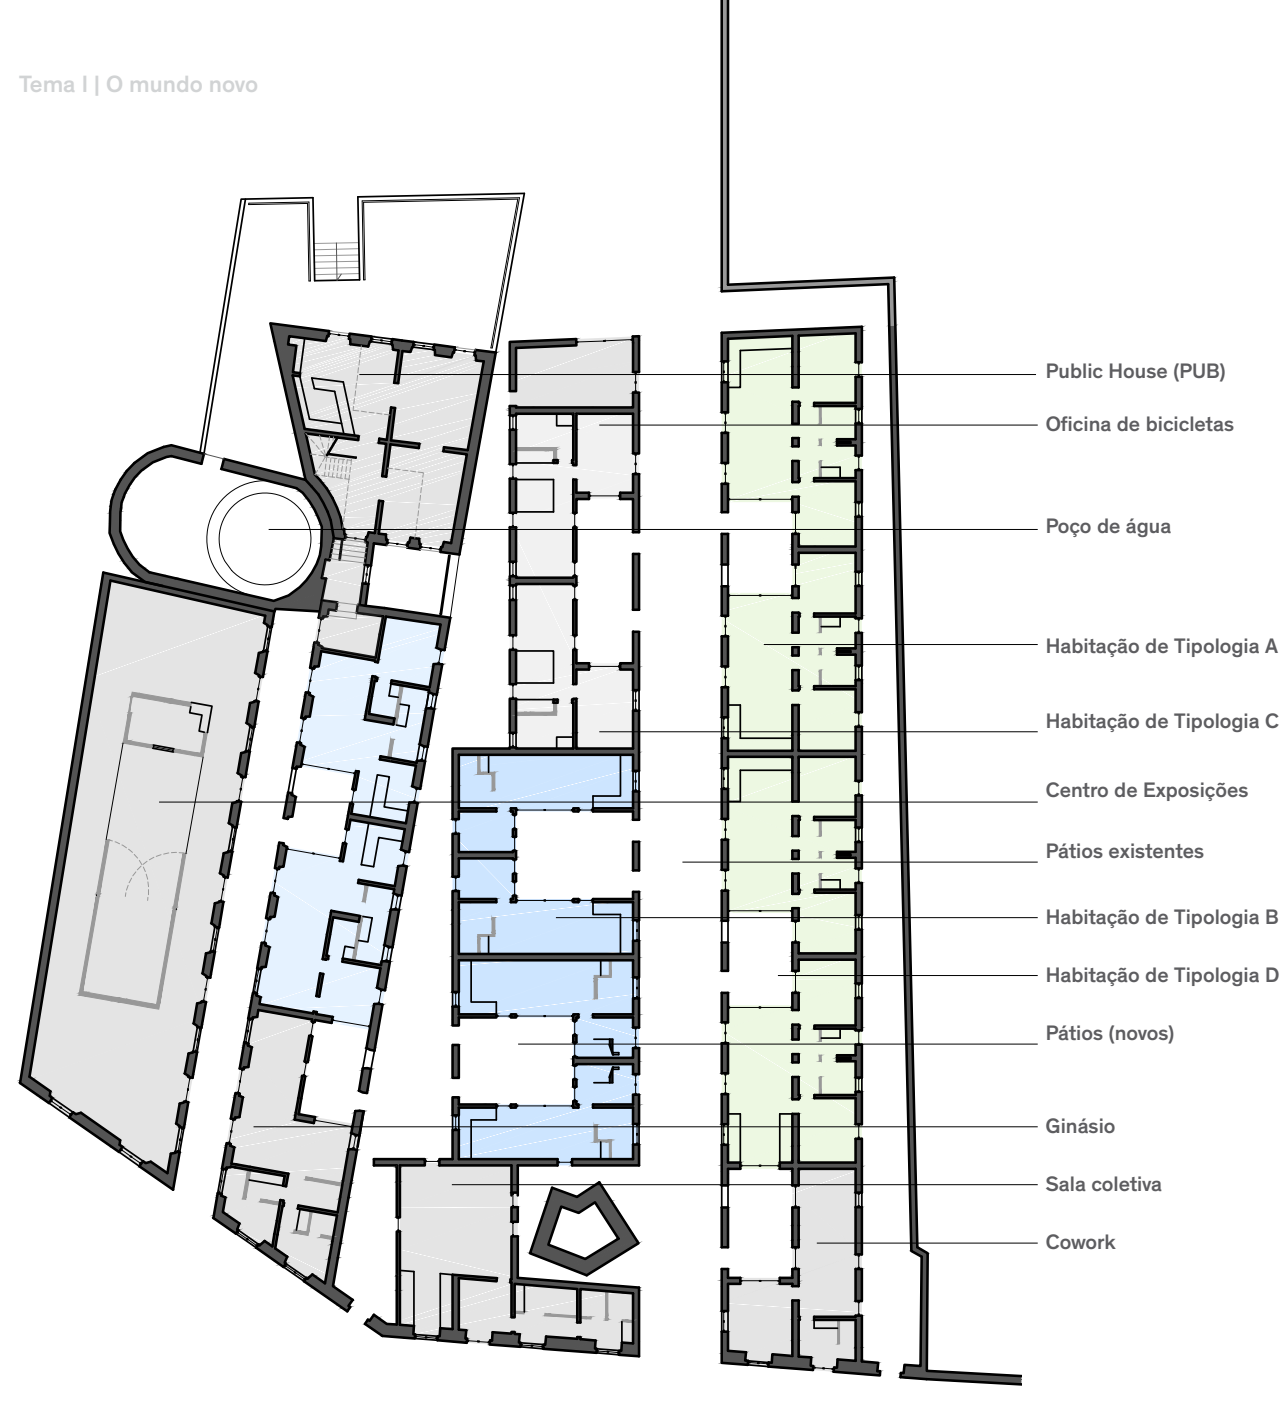 Tema I | O mundo novo
Public House (PUB)
Oficina de bicicletas
Poço de água
Habitação de Tipologia A
Habitação de Tipologia C
Centro de Exposições
Pátios existentes
Habitação de Tipologia B
Habitação de Tipologia D
Pátios (novos)
Ginásio
Sala coletiva
Cowork